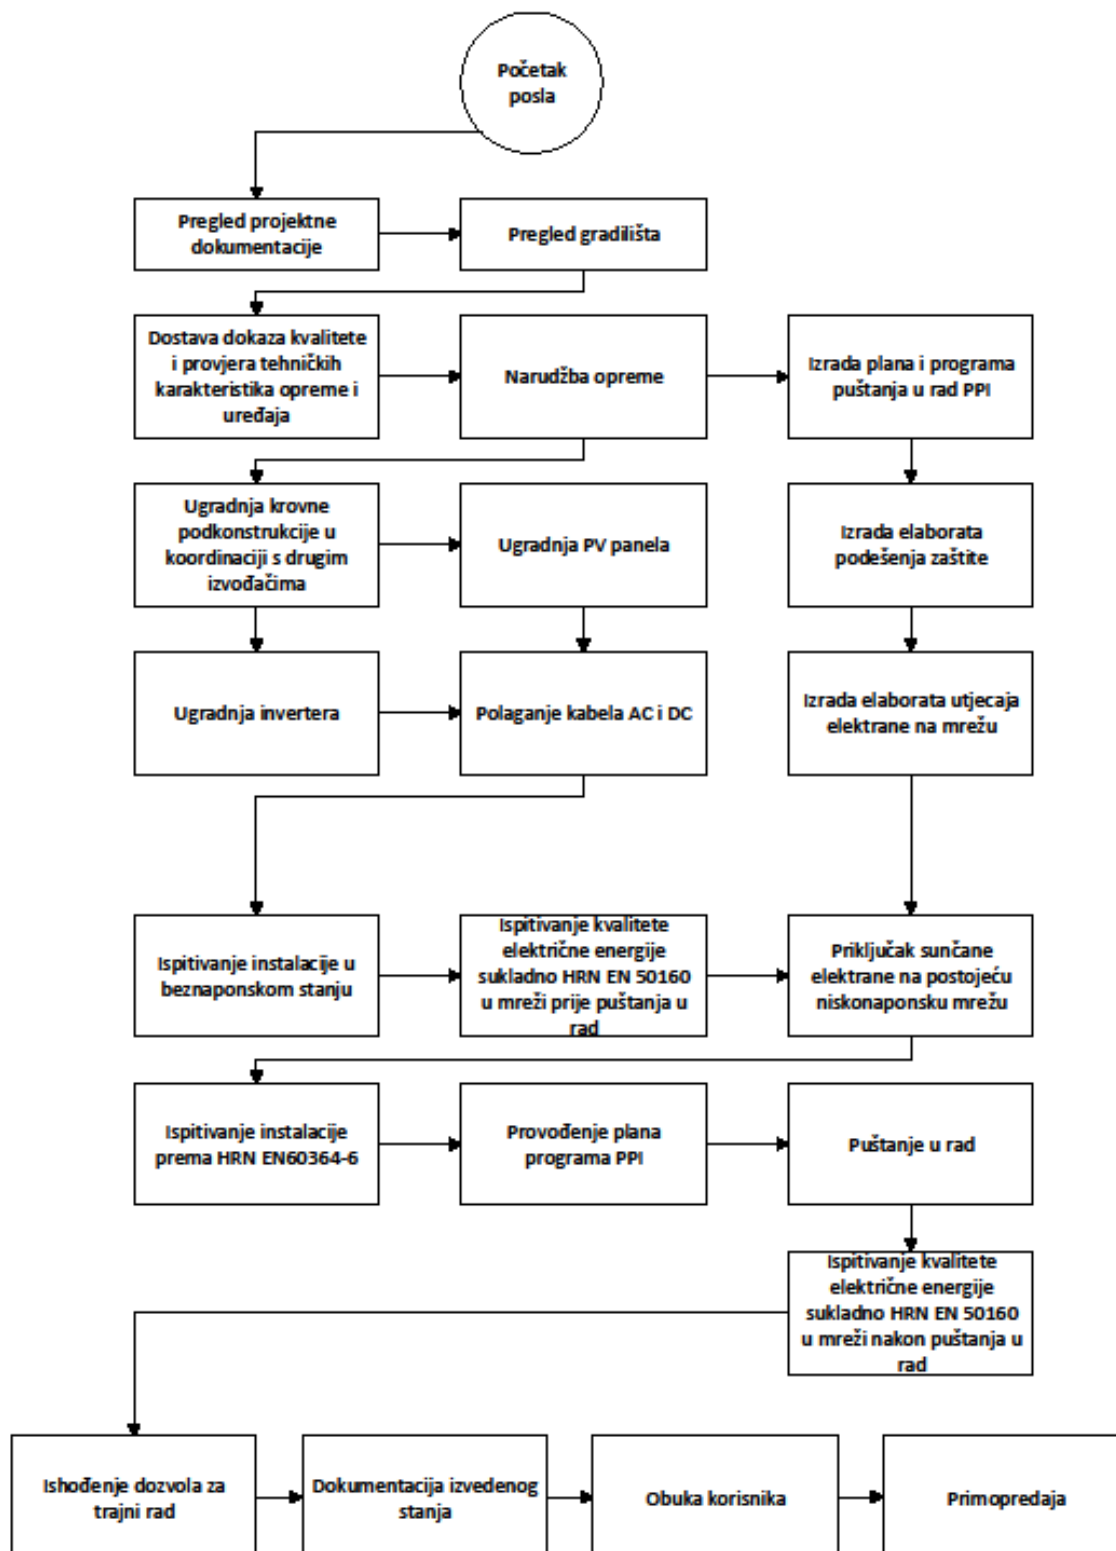 Početak
posla
Pregled projektne
dokumentacije
Pregled gradilišta
Dostava dokaza kvalitete
i provjera tehničkih
karakteristika opreme i
uređaja
Narudžba opreme
Izrada plana i programa
puštanja u rad PPI
Ugradnja krovne
podkonstrukcije u
koordinaciji s drugim
izvođačima
Ugradnja PV panela
Izrada elaborata
podešenja zaštite
Ugradnja invertera
Polaganje kabela AC i DC
Izrada elaborata utjecaja
elektrane na mrežu
Ispitivanje instalacije u
beznaponskom stanju
Ispitivanje kvalitete
električne energije
sukladno HRN EN 50160
u mreži prije puštanja u
rad
Priključak sunčane
elektrane na postojeću
niskonaponsku mrežu
Ispitivanje instalacije
prema HRN EN60364-6
Provođenje plana
programa PPI
Puštanje u rad
Ispitivanje kvalitete
električne energije
sukladno HRN EN 50160
u mreži nakon puštanja u
rad
Ishođenje dozvola za
trajni rad
Dokumentacija izvedenog
stanja
Obuka korisnika
Primopredaja